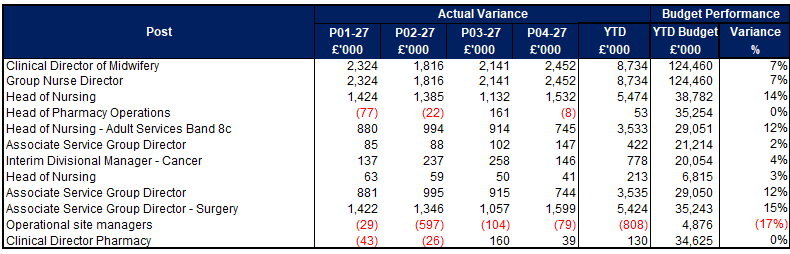 Actual Variance Budget Performance
Post P01-27 P02-27 P03-27 P04-27 YTD YTD Budget Variance
£'000 £'000 £'000 £'000 £'000 £'000 %
Clinical Director of Midwifery 2,324 1,816 2,141 2,452 8,734 124,460 7%
Group Nurse Director 2,324 1,816 2,141 2,452 8,734 124,460 7%
Head of Nursing 1,424 1,385 1,132 1,532 5,474 38,782 14%
Head of Pharmacy Operations (77) (22) 161 (8) 53 35,254 0%
Head of Nursing - Adult Services Band 8c 880 994 914 745 3,533 29,051 12%
Associate Service Group Director 85 88 102 147 422 21,214 2%
Interim Divisional Manager - Cancer 137 237 258 146 778 20,054 4%
Head of Nursing 63 59 50 41 213 6,815 3%
Associate Service Group Director 881 995 915 744 3,535 29,050 12%
Associate Service Group Director - Surgery 1,422 1,346 1,057 1,599 5,424 35,243 15%
Operational site managers (29) (597) (104) (79) (808) 4,876 (17%)
Clinical Director Pharmacy (43) (26) 160 39 130 34,625 0%